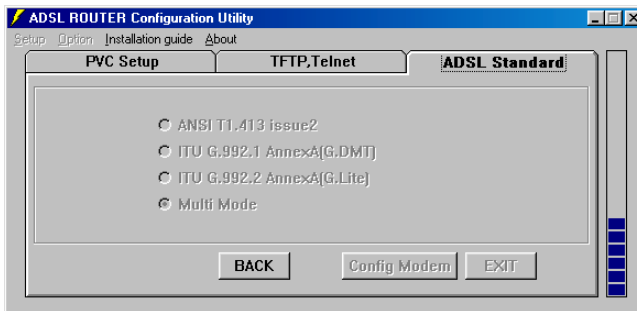 ADSL ROUTER Configuration Utility
Setup Option Installation guide About
PVC Setup TFTP,Telnet ADSL Standard
ANSI T1.413 issue2
ITU G.992.1 AnnexA(G.DMT)
ITU G.992.2 AnnexA(G.Lite)
Multi Mode
BACK Config Modem EXIT